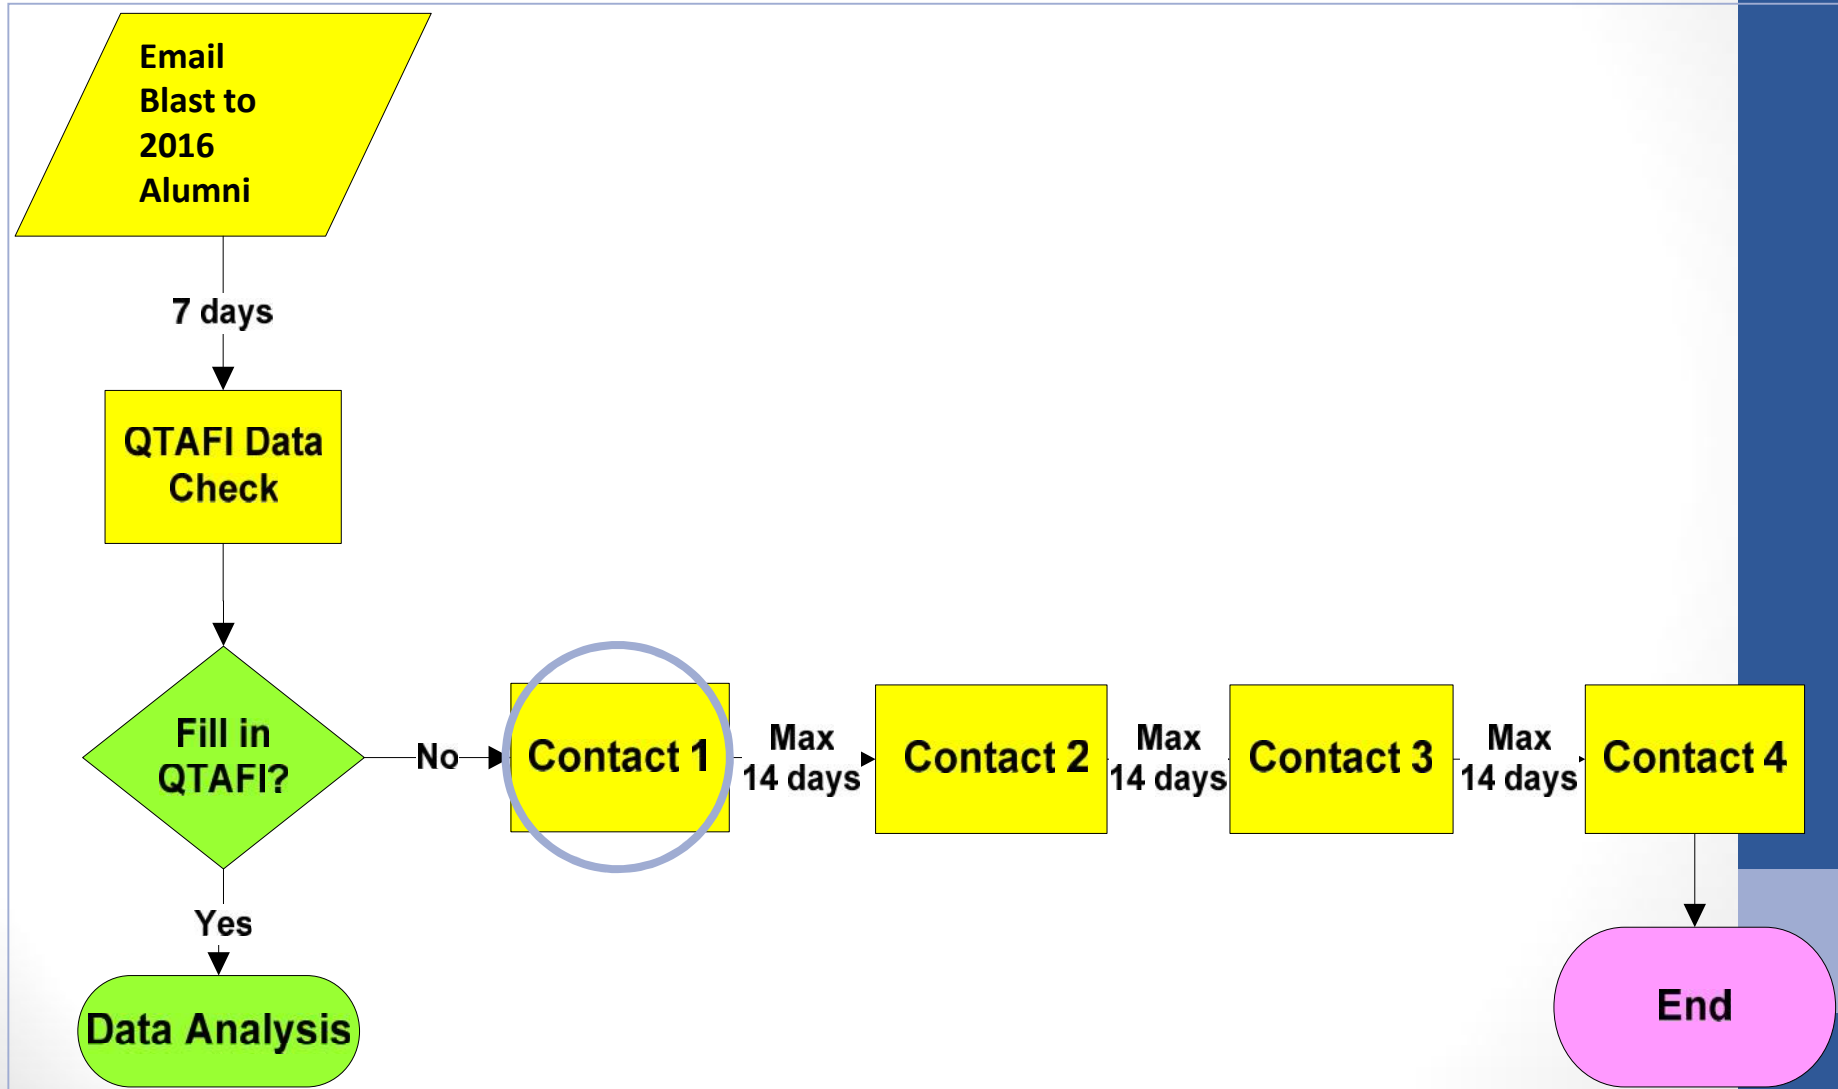 Email
Blast to
2016
Alumni
7 days
QTAFI Data
Check
Fill in
QTAFI?
No
Contact 1
Max
14 days
Contact 2
Max
14 days
Contact 3
Max
14 days
Contact 4
Yes
Data Analysis
End